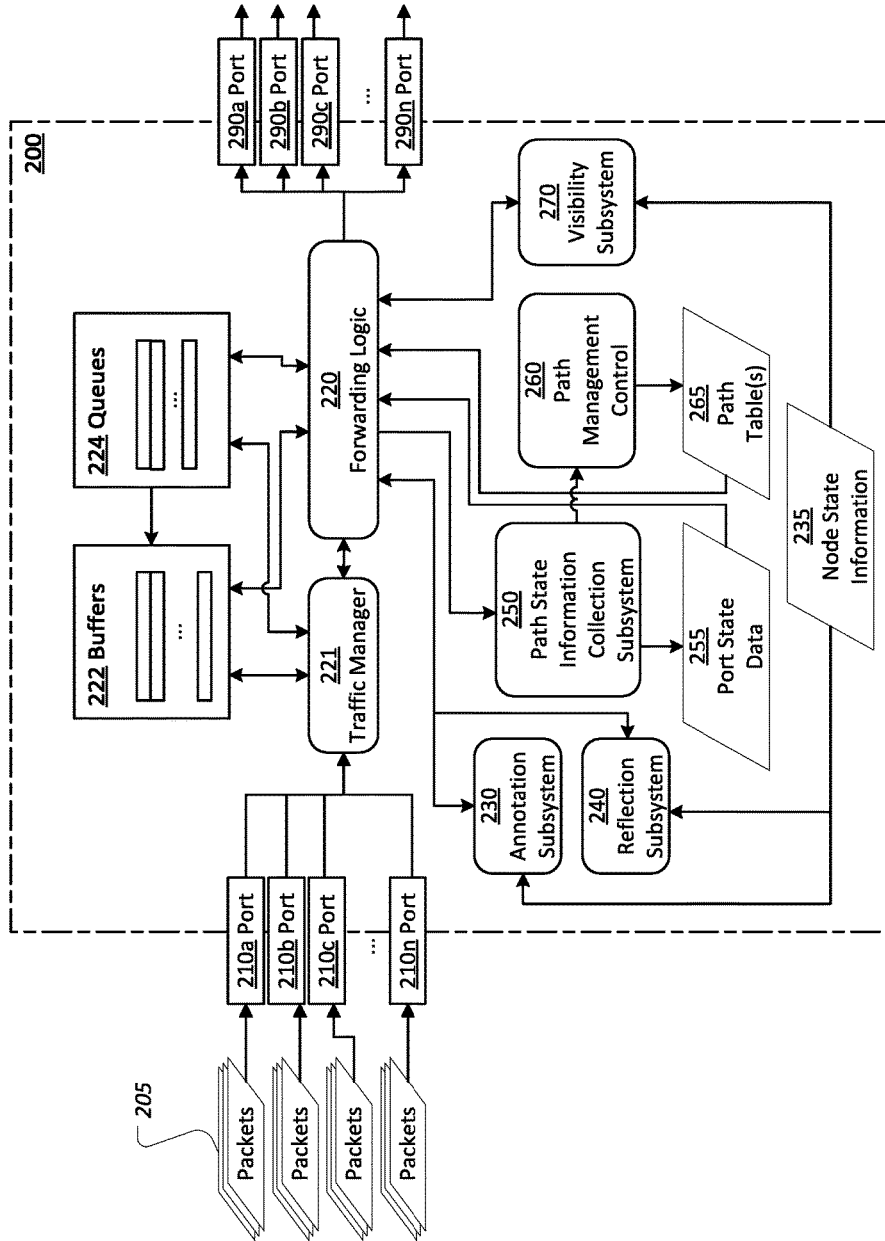 200
205
Packets
Packets
Packets
...
Packets
210a Port
210b Port
210c Port
...
210n Port
222 Buffers
...
224 Queues
...
221
Traffic Manager
220
Forwarding Logic
290a Port
290b Port
290c Port
...
290n Port
230
Annotation
Subsystem
240
Reflection
Subsystem
250
Path State
Information
Collection
Subsystem
260
Path
Management
Control
270
Visibility
Subsystem
255
Port State
Data
265
Path
Table(s)
235
Node State
Information